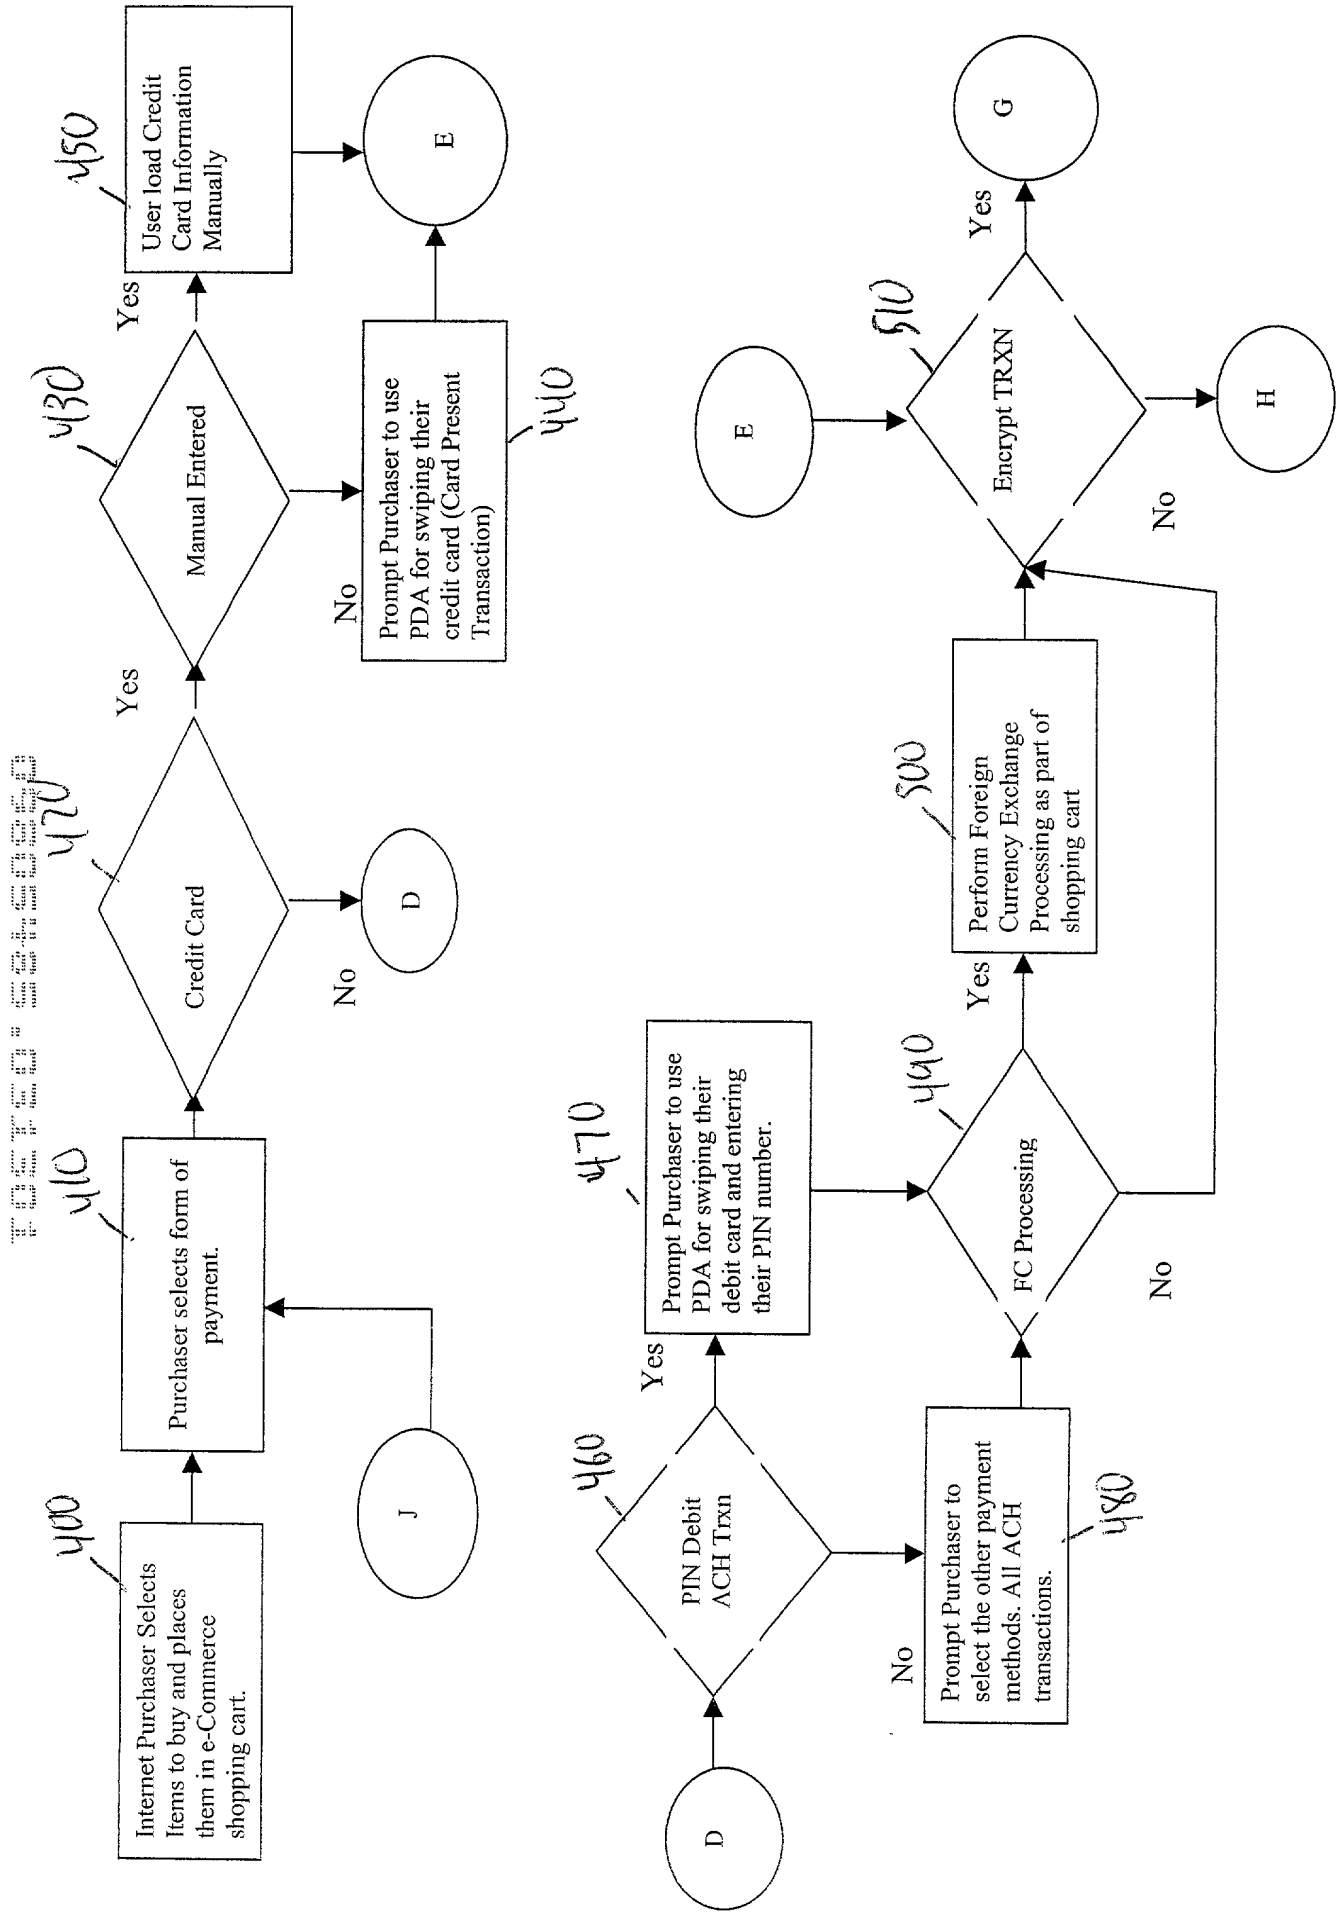 400
Internet Purchaser Selects
Items to buy and places
them in e-Commerce
shopping cart.
410
Purchaser selects form of
payment.
J
Credit Card
Yes
No
D
430
Manual Entered
Yes
No
450
User load Credit
Card Information
Manually
Prompt Purchaser to use
PDA for swiping their
credit card (Card Present
Transaction)
440
E
D
460
PIN Debit
ACH Trxn
Yes
No
470
Prompt Purchaser to use
PDA for swiping their
debit card and entering
their PIN number.
Prompt Purchaser to
select the other payment
methods. All ACH
transactions.
480
490
FC Processing
Yes
No
500
Perform Foreign
Currency Exchange
Processing as part of
shopping cart
E
510
Encrypt TRXN
Yes
No
G
H